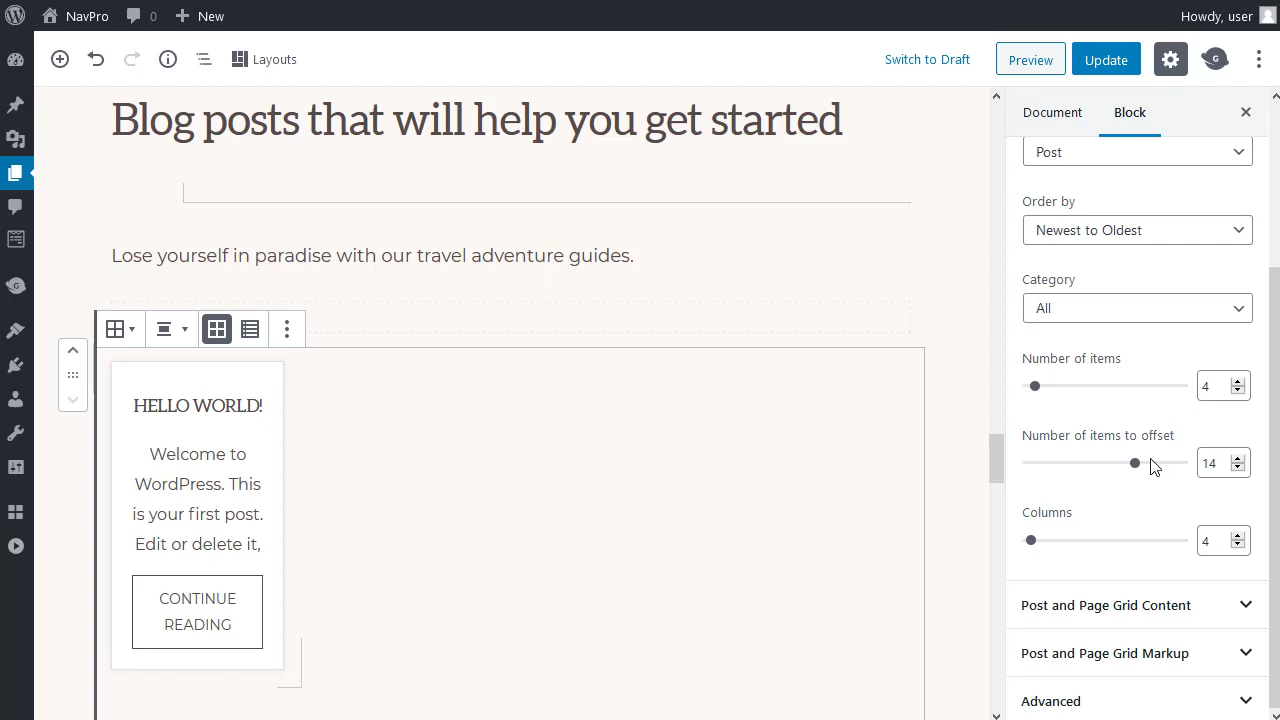 NavPro
0
New
Howdy, user
Layouts
Switch to Draft
Preview
Update
G
Blog posts that will help you get started
Lose yourself in paradise with our travel adventure guides.
HELLO WORLD!
Welcome to
WordPress. This
is your first post.
Edit or delete it,
CONTINUE
READING
Document
Block
Post
Order by
Newest to Oldest
Category
All
Number of items
4
Number of items to offset
14
Columns
4
Post and Page Grid Content
Post and Page Grid Markup
Advanced